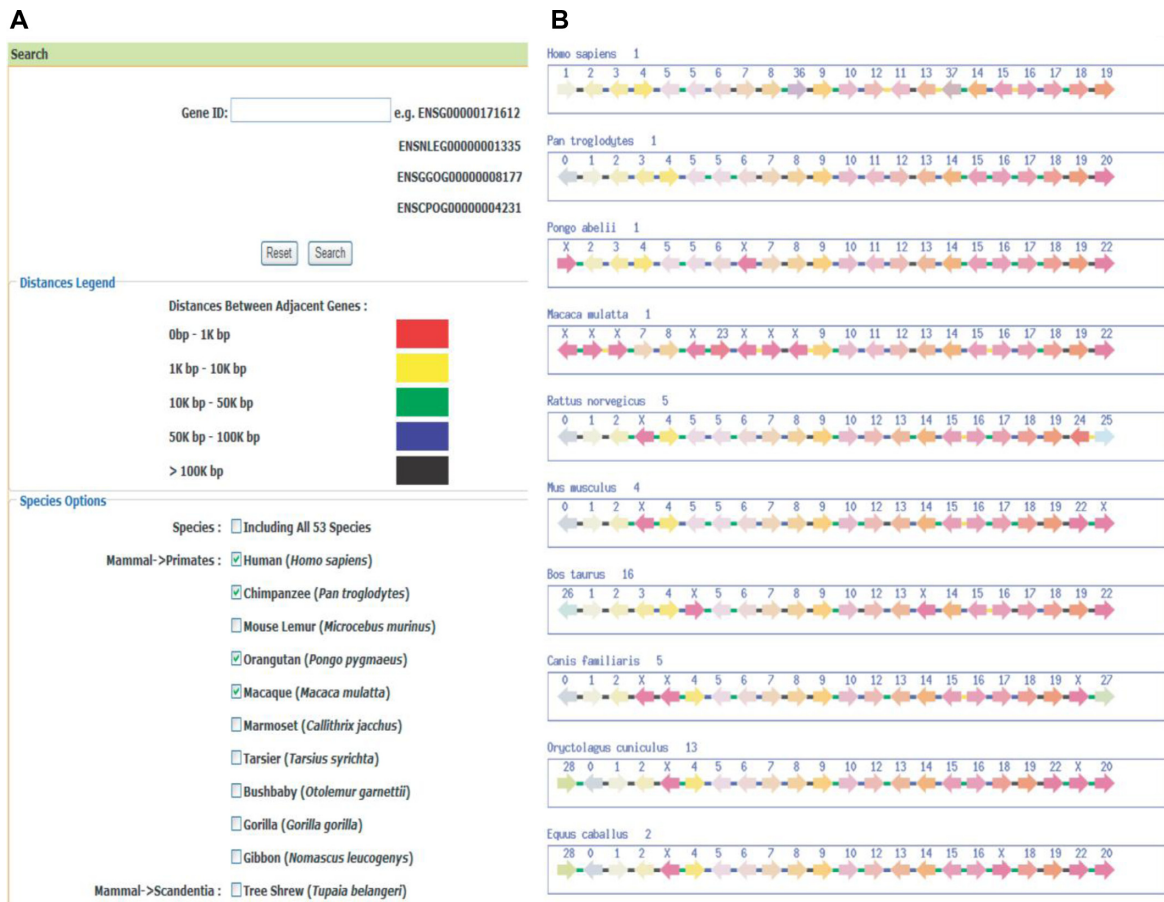 A
B
Search
Gene ID:
e.g. ENSG00000171612
ENSNLEG00000001335
ENSGGOG00000008177
ENSCPOG00000004231
Reset Search
Distances Legend
Distances Between Adjacent Genes :
0bp - 1K bp
1K bp - 10K bp
10K bp - 50K bp
50K bp - 100K bp
> 100K bp
Species Options
Species : Including All 53 Species
Mammal->Primates : Human (Homo sapiens)
Chimpanzee (Pan troglodytes)
Mouse Lemur (Microcebus murinus)
Orangutan (Pongo pygmaeus)
Macaque (Macaca mulatta)
Marmoset (Callithrix jacchus)
Tarsier (Tarsius syrichta)
Bushbaby (Otolemur garnettii)
Gorilla (Gorilla gorilla)
Gibbon (Nomascus leucogenys)
Mammal->Scandentia : Tree Shrew (Tupaia belangeri)
Homo sapiens 1
1 2 3 4 5 5 6 7 8 36 9 10 12 11 13 37 14 15 16 17 18 19
Pan troglodytes 1
0 1 2 3 4 5 5 6 7 8 9 10 11 12 13 14 15 16 17 18 19 20
Pongo abelii 1
X 2 3 4 5 5 6 X 7 8 9 10 11 12 13 14 15 16 17 18 19 22
Macaca mulatta 1
X X X 7 8 X 23 X X X 9 10 11 12 13 14 15 16 17 18 19 22
Rattus norvegicus 5
0 1 2 X 4 5 5 6 7 8 9 10 12 13 14 15 16 17 18 19 24 25
Mus musculus 4
0 1 2 X 4 5 5 6 7 8 9 10 12 13 14 15 16 17 18 19 22 X
Bos taurus 16
26 1 2 3 4 X 5 6 7 8 9 10 12 13 X 14 15 16 17 18 19 22
Canis familiaris 5
0 1 2 X X 4 5 6 7 8 9 10 12 13 14 15 16 17 18 19 X 27
Oryctolagus cuniculus 13
28 0 1 2 X 4 5 6 7 8 9 10 12 13 14 15 16 18 19 22 X 20
Equus caballus 2
28 0 1 2 X 4 5 6 7 8 9 10 12 13 14 15 16 X 18 19 22 20